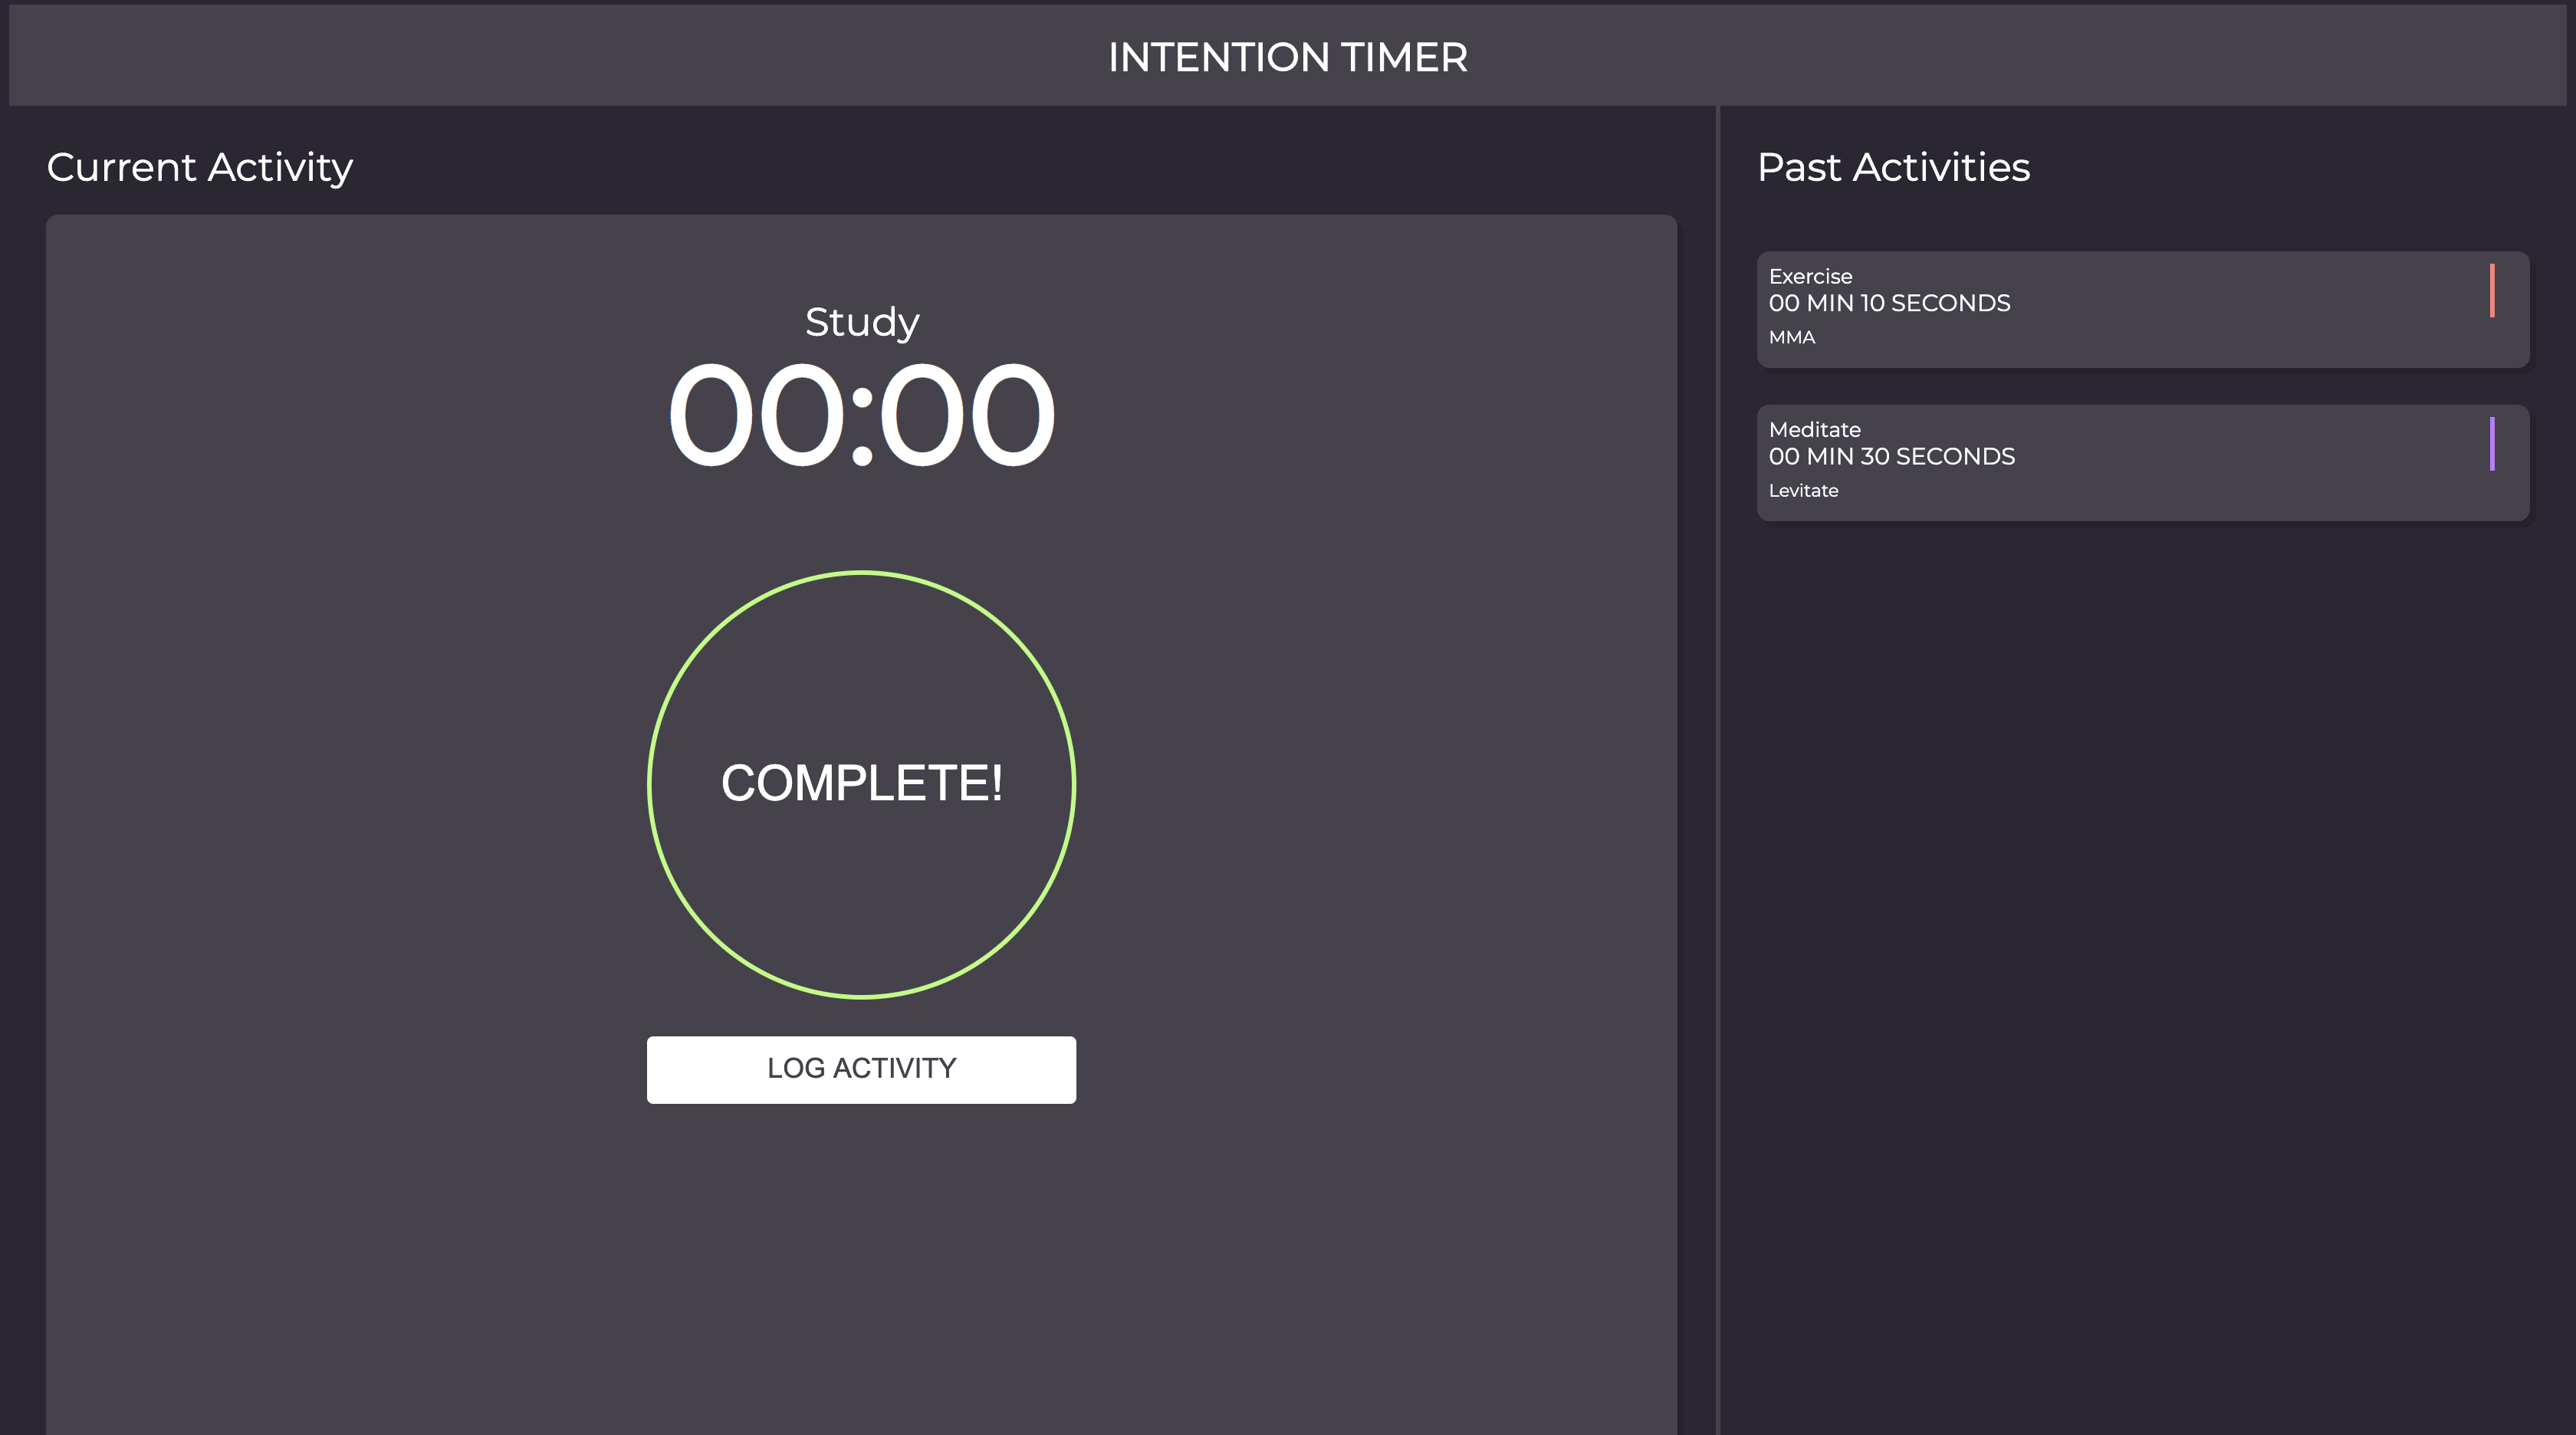 INTENTION TIMER
Current Activity
Study
00:00
COMPLETE!
LOG ACTIVITY
Past Activities
Exercise
00 MIN 10 SECONDS
MMA
Meditate
00 MIN 30 SECONDS
Levitate